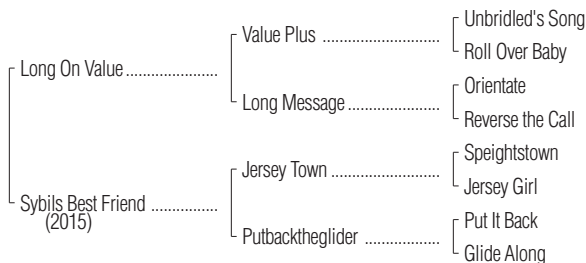 Unbridled's Song
Value Plus
Roll Over Baby
Long On Value
Orientate
Long Message
Reverse the Call
Speightstown
Jersey Town
Jersey Girl
Sybils Best Friend
(2015)
Put It Back
Putbacktheglider
Glide Along